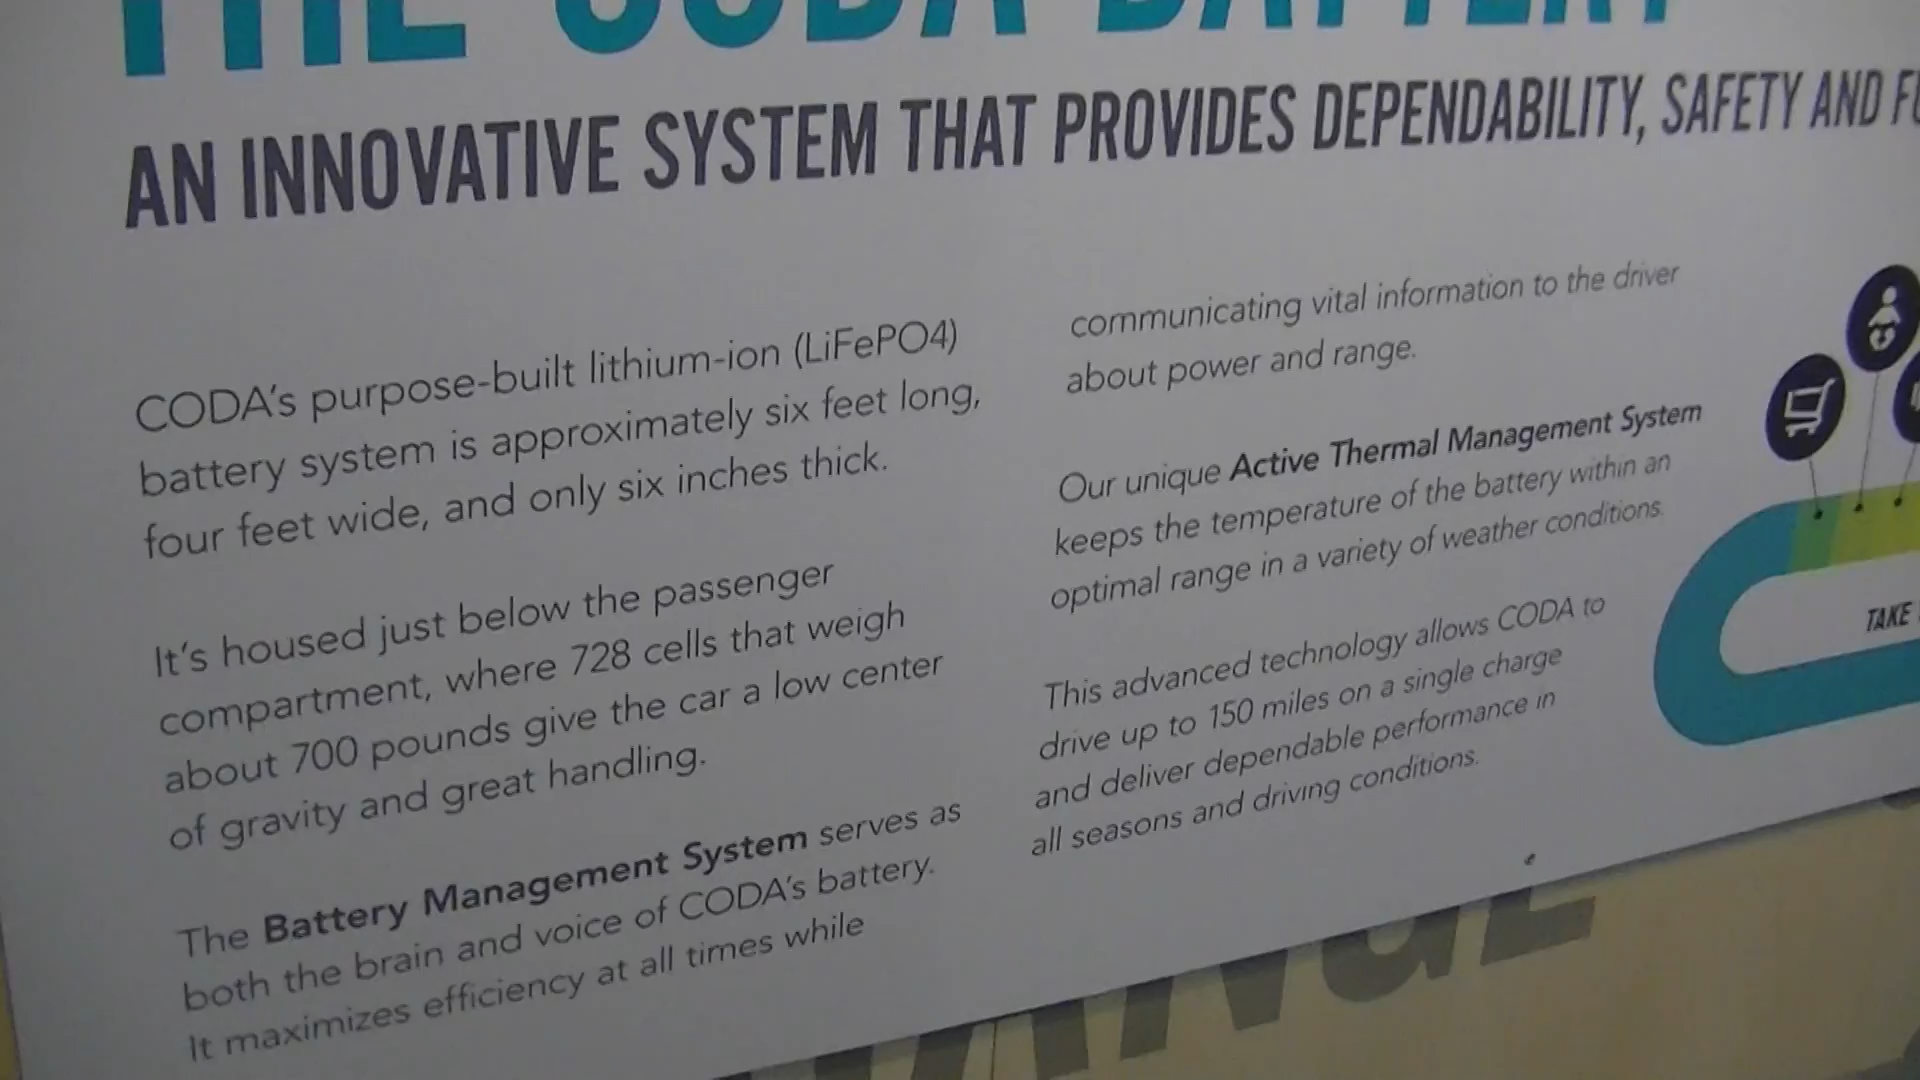 THE CODA BATTERY
AN INNOVATIVE SYSTEM THAT PROVIDES DEPENDABILITY, SAFETY AND
CODA's purpose-built lithium-ion (LiFePO4)
battery system is approximately six feet long,
four feet wide, and only six inches thick.
It's housed just below the passenger
compartment, where 728 cells that weigh
about 700 pounds give the car a low center
of gravity and great handling.
The Battery Management System serves as
both the brain and voice of CODA's battery.
It maximizes efficiency at all times while
communicating vital information to the driver
about power and range.
Our unique Active Thermal Management System
keeps the temperature of the battery within an
optimal range in a variety of weather conditions.
This advanced technology allows CODA to
drive up to 150 miles on a single charge
and deliver dependable performance in
all seasons and driving conditions.
TAKE